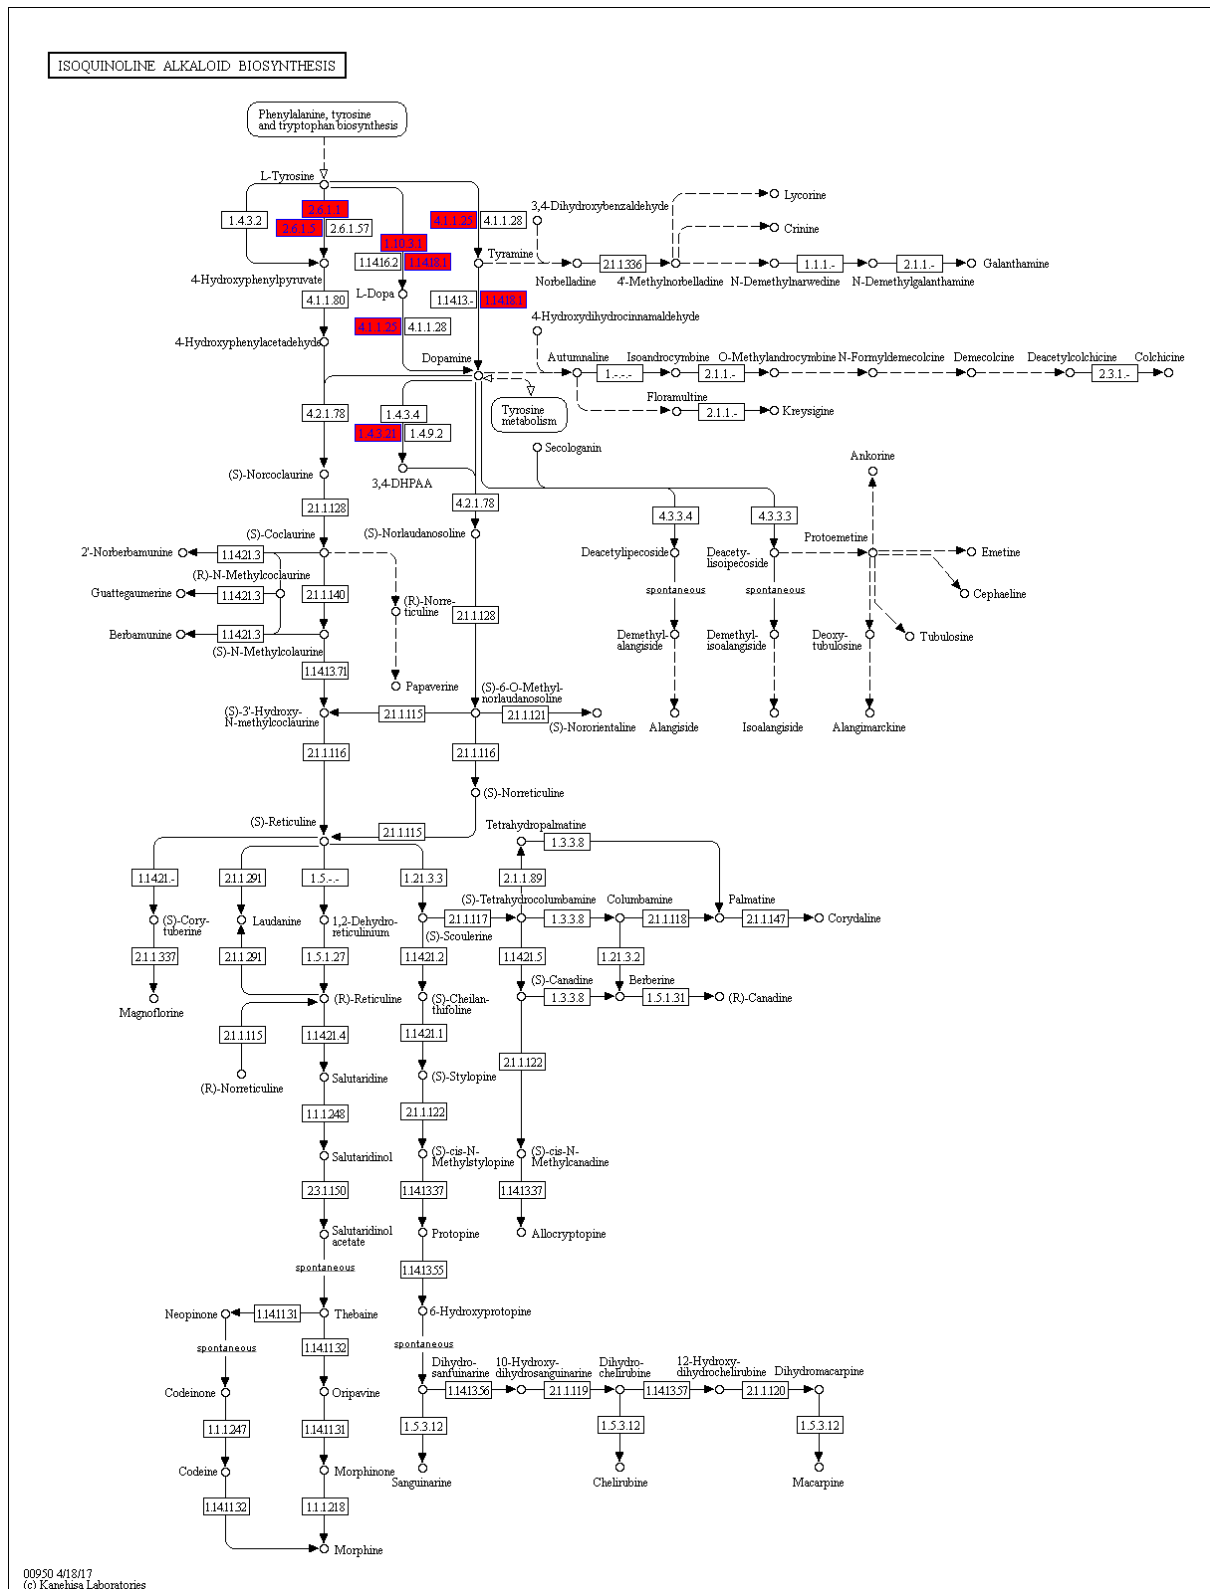 ISOQUINOLINE ALKALOID BIOSYNTHESIS
Phenylalanine, tyrosine
and tryptophan biosynthesis
L-Tyrosine
1.4.3.2
2.6.1.1
2.6.1.5
2.6.1.57
1.10.3.1
1.14.16.2
1.14.18.1
4.1.1.25
4.1.1.28
3,4-Dihydroxybenzaldehyde
Lycorine
Crinine
Tyramine
Norbelladine
2.1.1.336
4'-Methylnorbelladine
N-Demethylnarwedine
1.1.1.-
N-Demethylgalanthamine
2.1.1.-
Galanthamine
4-Hydroxyphenylpyruvate
4.1.1.80
L-Dopa
1.14.13.-
1.14.18.1
4.1.1.25
4.1.1.28
4-Hydroxydihydrocinnamaldehyde
4-Hydroxyphenylacetadehyde
Dopamine
Autumnaline
1.-.-.-
Isoandrocymbine
2.1.1.-
O-Methylandrocymbine
N-Formyldemecolcine
Demecolcine
Deacetylcolchicine
2.3.1.-
Colchicine
Floramultine
2.1.1.-
Kreysigine
Tyrosine
metabolism
4.2.1.78
1.4.3.4
1.4.3.21
1.4.9.2
3,4-DHPAA
Secologanin
(S)-Norcoclaurine
2.1.1.128
4.2.1.78
4.3.3.4
4.3.3.3
Ankorine
(S)-Coclaurine
(S)-Norlaudanosoline
Deacetylipecoside
Deacety-
lisoipecoside
Protoemetine
Emetine
Cephaeline
Tubulosine
2'-Norberbamunine
1.14.21.3
(R)-N-Methylcoclaurine
Guattegaumerine
1.14.21.3
2.1.1.140
(R)-Norre-
ticuline
2.1.1.128
spontaneous
spontaneous
Berbamunine
1.14.21.3
(S)-N-Methylcolaurine
Demethyl-
alangiside
Demethyl-
isoalangiside
Deoxy-
tubulosine
1.14.13.71
Papaverine
(S)-6-O-Methyl-
norlaudanosoline
(S)-3'-Hydroxy-
N-methylcoclaurine
2.1.1.115
2.1.1.121
(S)-Nororientaline
Alangiside
Isoalangiside
Alangimarckine
2.1.1.116
2.1.1.116
(S)-Norreticuline
(S)-Reticuline
2.1.1.115
Tetrahydropalmatine
1.3.3.8
1.14.21.-
2.1.1.291
1.5.-.-
1.21.3.3
2.1.1.89
(S)-Cory-
tuberine
Laudanine
1,2-Dehydro-
reticulinium
(S)-Scoulerine
2.1.1.117
(S)-Tetrahydrocolumbamine
1.3.3.8
Columbamine
2.1.1.118
Palmatine
2.1.1.147
Corydaline
2.1.1.337
2.1.1.291
1.5.1.27
1.14.21.2
1.14.21.5
1.21.3.2
Magnoflorine
(R)-Reticuline
(S)-Cheilan-
thifoline
(S)-Canadine
1.3.3.8
Berberine
1.5.1.31
(R)-Canadine
2.1.1.115
(R)-Norreticuline
1.14.21.4
1.14.21.1
2.1.1.122
Salutaridine
(S)-Stylopine
1.1.1.248
2.1.1.122
Salutaridinol
(S)-cis-N-
Methylstylopine
(S)-cis-N-
Methylcanadine
2.3.1.150
1.14.13.37
1.14.13.37
Salutaridinol
acetate
Protopine
Allocryptopine
spontaneous
1.14.13.55
Neopinone
1.14.11.31
Thebaine
6-Hydroxyprotopine
spontaneous
1.14.11.32
spontaneous
Dihydro-
sanfuinarine
10-Hydroxy-
dihydrosanguinarine
Dihydro-
chelirubine
12-Hydroxy-
dihydrochelirubine
Dihydromacarpine
Codeinone
Oripavine
1.14.13.56
2.1.1.119
1.14.13.57
2.1.1.120
1.1.1.247
1.14.11.31
1.5.3.12
1.5.3.12
1.5.3.12
Codeine
Morphinone
Sanguinarine
Chelirubine
Macarpine
1.14.11.32
1.1.1.218
Morphine
00950 4/18/17
(c) Kanehisa Laboratories